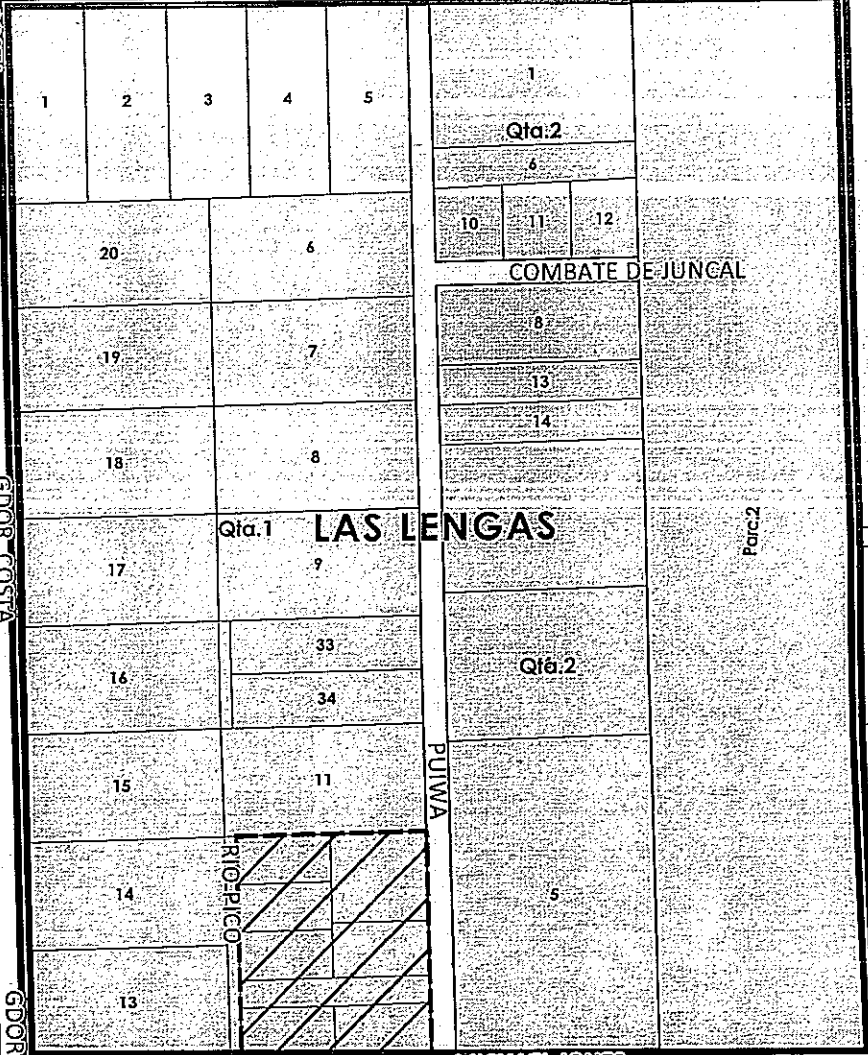 1
2
3
4
5
1
Qta.2
6
10
11
12
COMBATE DE JUNCAL
20
6
8
19
7
13
14
18
8
GDOR COSTA
Qta.1
LAS LENGAS
17
9
Parc.2
33
16
34
Qta.2
PUIWA
15
11
14
RIO PICO
5
13
GDOR